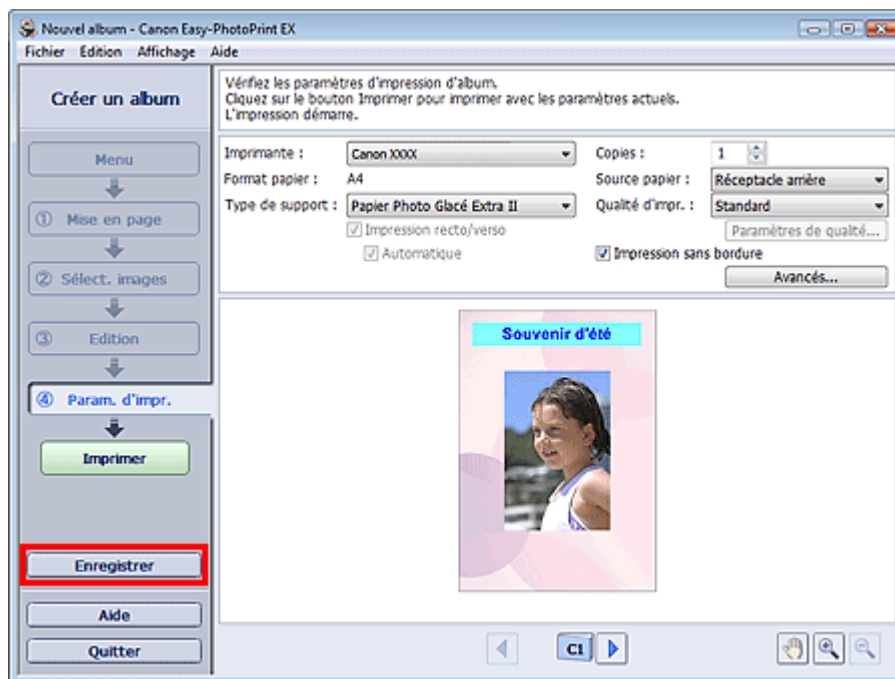 Nouvel album - Canon Easy-PhotoPrint EX
Fichier Edition Affichage Aide
Créer un album
Vérifiez les paramètres d'impression d'album.
Cliquez sur le bouton Imprimer pour imprimer avec les paramètres actuels.
L'impression démarre.
Menu
① Mise en page
② Sélect. images
③ Edition
④ Param. d'impr.
Imprimer
Enregistrer
Aide
Quitter
Imprimante : Canon XXXX Copies : 1
Format papier : A4 Source papier : Réceptacle arrière
Type de support : Papier Photo Glacé Extra II Qualité d'impr. : Standard
Impression recto/verso Paramètres de qualité...
Automatique Impression sans bordure
Avancés...
Souvenir d'été
C1